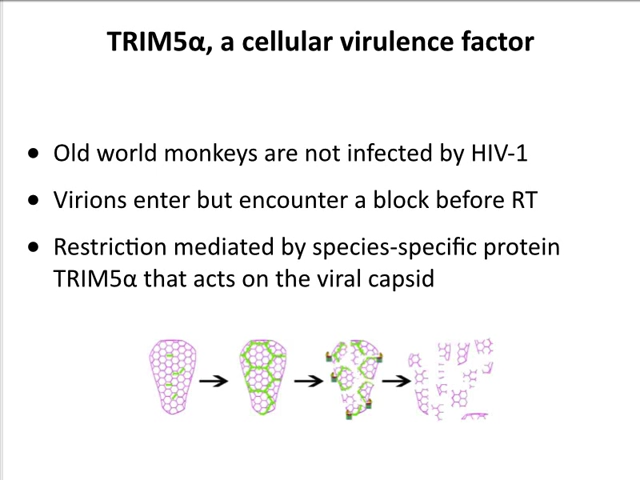 TRIM5α, a cellular virulence factor
● Old world monkeys are not infected by HIV-1
● Virions enter but encounter a block before RT
● Restriction mediated by species-specific protein
TRIM5α that acts on the viral capsid